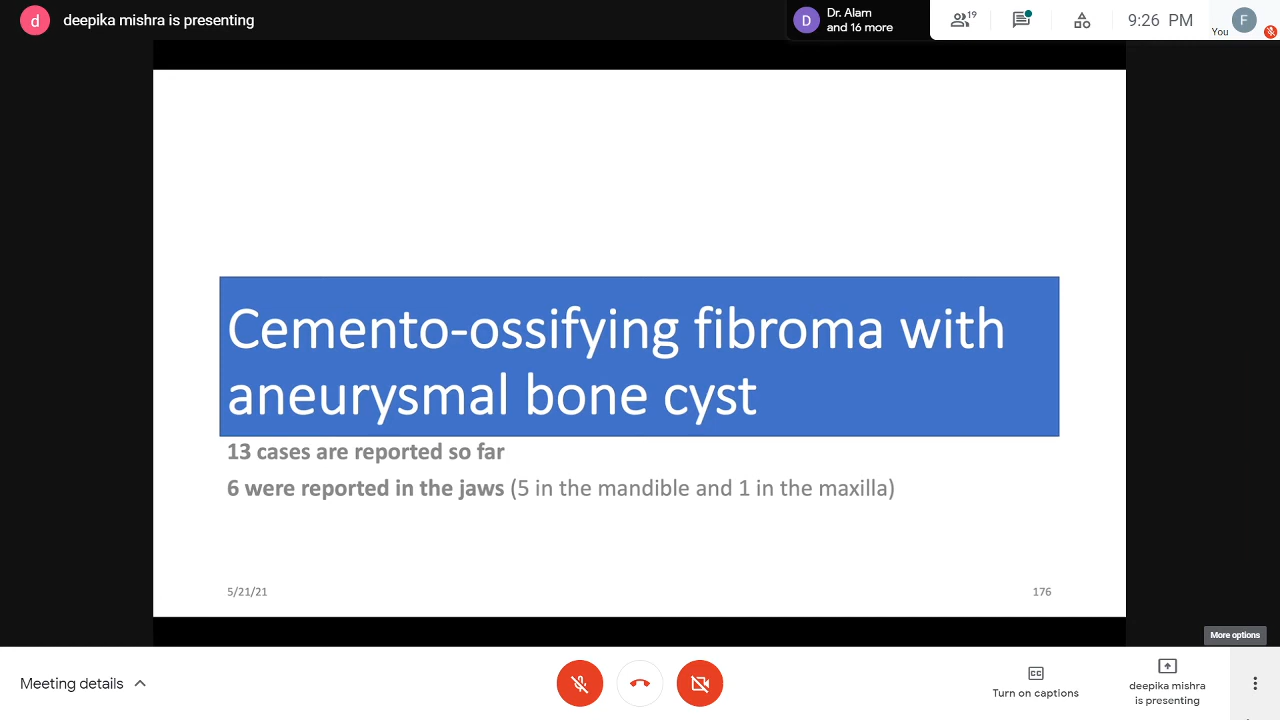 d
deepika mishra is presenting
D
Dr. Alam
and 16 more
19
9:26 PM
F
You
Cemento-ossifying fibroma with
aneurysmal bone cyst
13 cases are reported so far
6 were reported in the jaws (5 in the mandible and 1 in the maxilla)
5/21/21
176
More options
Meeting details
CC
Turn on captions
deepika mishra
is presenting